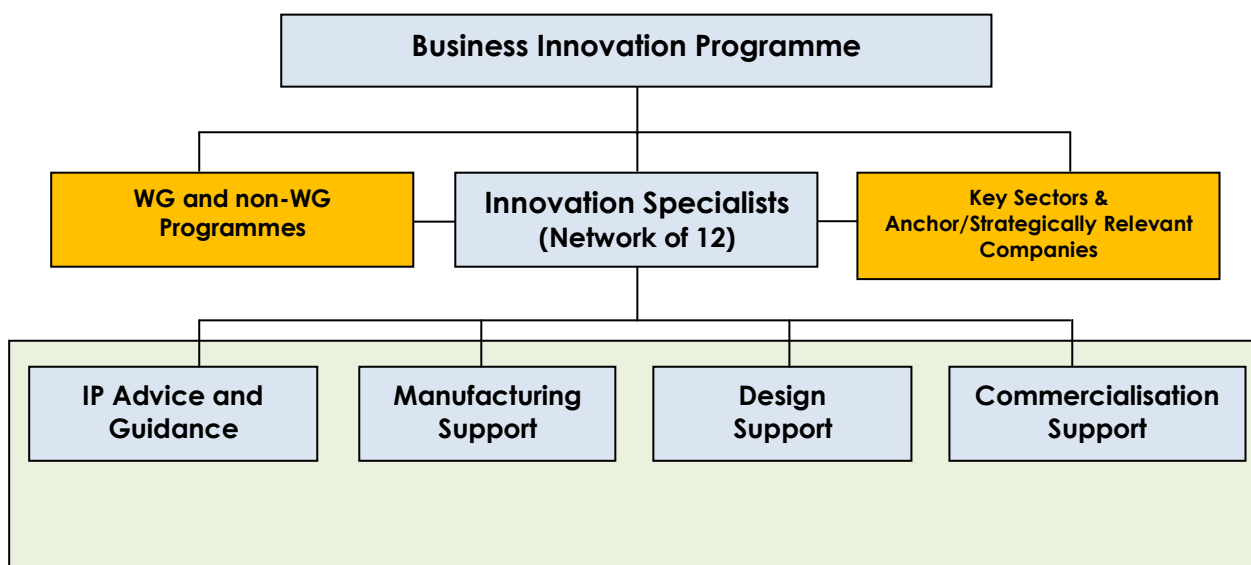 Business Innovation Programme
WG and non-WG
Programmes
Innovation Specialists
(Network of 12)
Key Sectors &
Anchor/Strategically Relevant
Companies
IP Advice and
Guidance
Manufacturing
Support
Design
Support
Commercialisation
Support